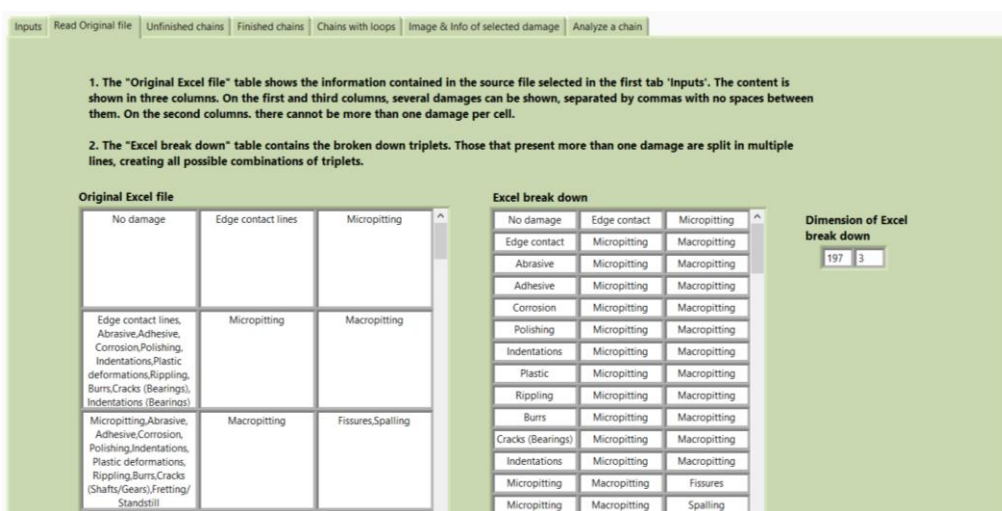 Inputs Read Original file Unfinished chains Finished chains Chains with loops Image & Info of selected damage Analyze a chain
1. The "Original Excel file" table shows the information contained in the source file selected in the first tab 'Inputs'. The content is
shown in three columns. On the first and third columns, several damages can be shown, separated by commas with no spaces between
them. On the second columns. there cannot be more than one damage per cell.
2. The "Excel break down" table contains the broken down triplets. Those that present more than one damage are split in multiple
lines, creating all possible combinations of triplets.
Original Excel file
No damage Edge contact lines Micropitting
Edge contact lines, Micropitting Macropitting
Abrasive,Adhesive,
Corrosion,Polishing,
Indentations,Plastic
deformations,Rippling,
Burrs,Cracks (Bearings),
Indentations (Bearings)
Micropitting,Abrasive, Macropitting Fissures,Spalling
Adhesive,Corrosion,
Polishing,Indentations,
Plastic deformations,
Rippling,Burrs,Cracks
(Shafts/Gears),Fretting/
Standstill
Excel break down
No damage Edge contact Micropitting
Edge contact Micropitting Macropitting
Abrasive Micropitting Macropitting
Adhesive Micropitting Macropitting
Corrosion Micropitting Macropitting
Polishing Micropitting Macropitting
Indentations Micropitting Macropitting
Plastic Micropitting Macropitting
Rippling Micropitting Macropitting
Burrs Micropitting Macropitting
Cracks (Bearings) Micropitting Macropitting
Indentations Micropitting Macropitting
Micropitting Macropitting Fissures
Micropitting Macropitting Spalling
Dimension of Excel
break down
197 3